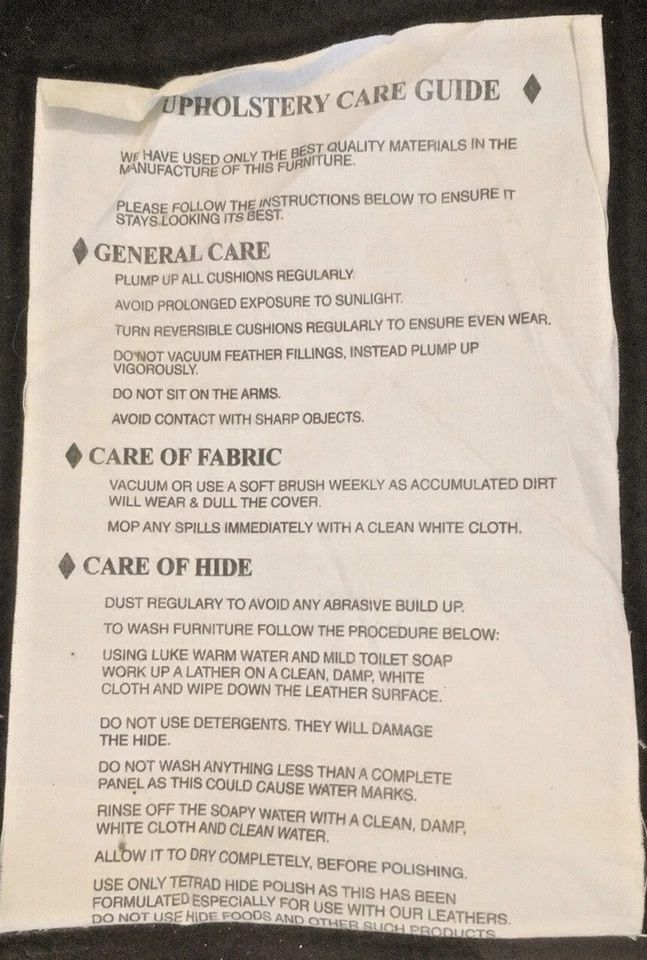 UPHOLSTERY CARE GUIDE
WE HAVE USED ONLY THE BEST QUALITY MATERIALS IN THE
MANUFACTURE OF THIS FURNITURE.
PLEASE FOLLOW THE INSTRUCTIONS BELOW TO ENSURE IT
STAYS LOOKING ITS BEST.
GENERAL CARE
PLUMP UP ALL CUSHIONS REGULARLY.
AVOID PROLONGED EXPOSURE TO SUNLIGHT.
TURN REVERSIBLE CUSHIONS REGULARLY TO ENSURE EVEN WEAR.
DO NOT VACUUM FEATHER FILLINGS, INSTEAD PLUMP UP
VIGOROUSLY.
DO NOT SIT ON THE ARMS.
AVOID CONTACT WITH SHARP OBJECTS.
CARE OF FABRIC
VACUUM OR USE A SOFT BRUSH WEEKLY AS ACCUMULATED DIRT
WILL WEAR & DULL THE COVER.
MOP ANY SPILLS IMMEDIATELY WITH A CLEAN WHITE CLOTH.
CARE OF HIDE
DUST REGULARY TO AVOID ANY ABRASIVE BUILD UP.
TO WASH FURNITURE FOLLOW THE PROCEDURE BELOW:
USING LUKE WARM WATER AND MILD TOILET SOAP
WORK UP A LATHER ON A CLEAN, DAMP, WHITE
CLOTH AND WIPE DOWN THE LEATHER SURFACE.
DO NOT USE DETERGENTS. THEY WILL DAMAGE
THE HIDE.
DO NOT WASH ANYTHING LESS THAN A COMPLETE
PANEL AS THIS COULD CAUSE WATER MARKS.
RINSE OFF THE SOAPY WATER WITH A CLEAN, DAMP,
WHITE CLOTH AND CLEAN WATER.
ALLOW IT TO DRY COMPLETELY, BEFORE POLISHING.
USE ONLY TETRAD HIDE POLISH AS THIS HAS BEEN
FORMULATED ESPECIALLY FOR USE WITH OUR LEATHERS.
DO NOT USE HIDE FOODS AND OTHER SUCH PRODUCTS